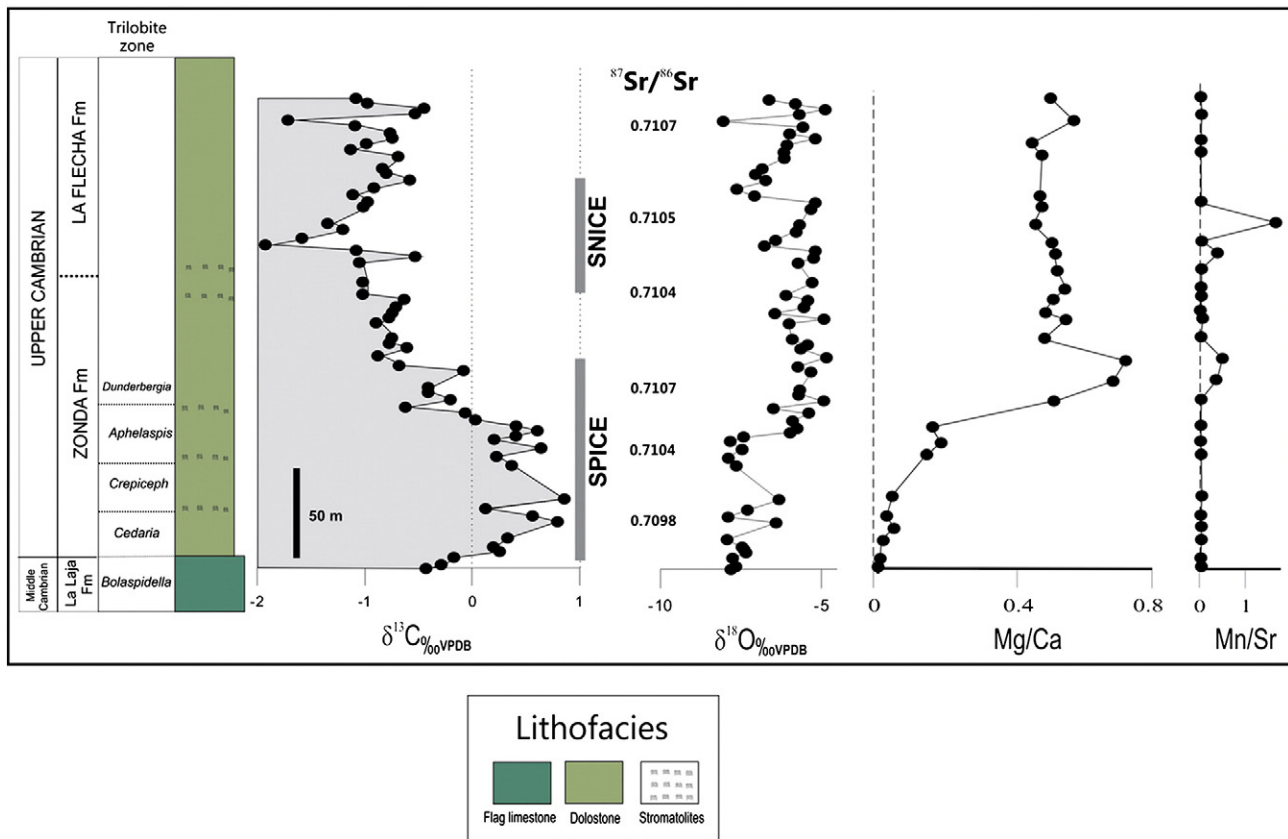 Trilobite
zone
UPPER CAMBRIAN
Middle
Cambrian
LA FLECHA Fm
ZONDA Fm
La Laja
Fm
Dunderbergia
Aphelaspis
Crepiceph
Cedaria
Bolaspidella
50 m
SNICE
SPICE
-2 -1 0 1
δ¹³C‰VPDB
⁸⁷Sr/⁸⁶Sr
0.7107
0.7105
0.7104
0.7107
0.7104
0.7098
-10 -5
δ¹⁸O‰VPDB
0 0.4 0.8
Mg/Ca
0 1
Mn/Sr
Lithofacies
Flag limestone Dolostone Stromatolites